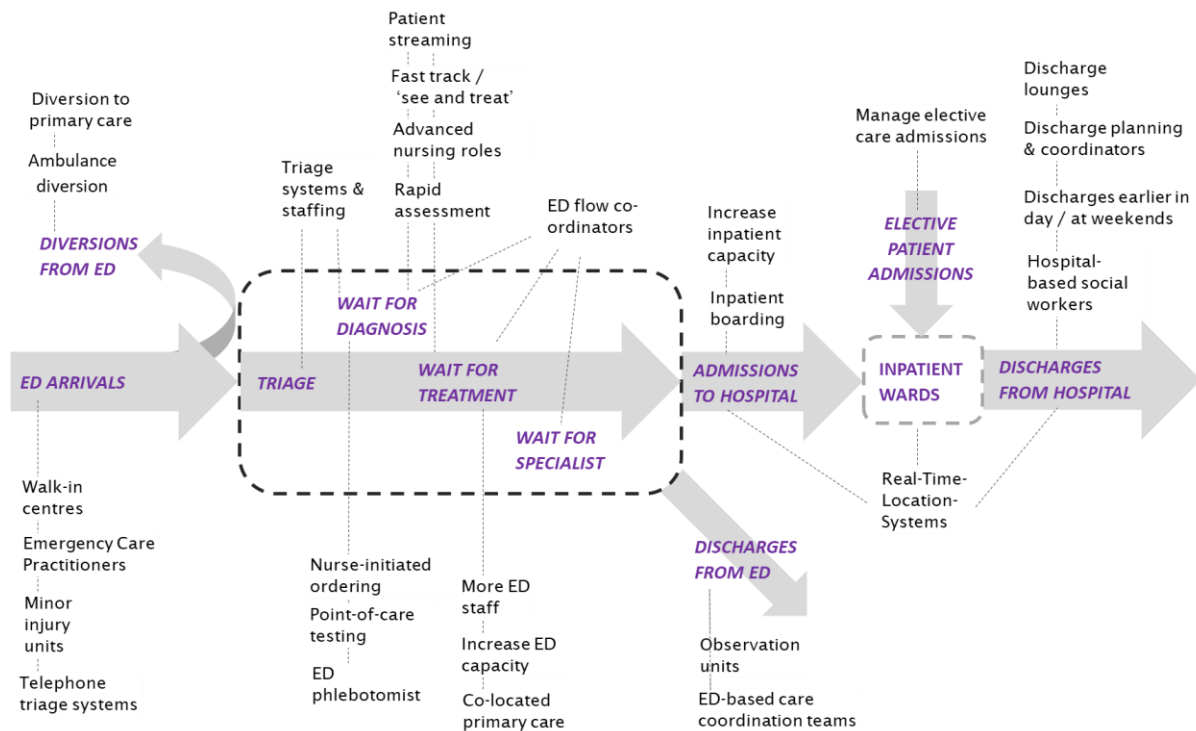 Diversion to
primary care
Ambulance
diversion
DIVERSIONS
FROM ED
ED ARRIVALS
Walk-in
centres
Emergency Care
Practitioners
Minor
injury
units
Telephone
triage systems
Patient
streaming
Fast track /
‘see and treat’
Advanced
nursing roles
Rapid
assessment
Triage
systems &
staffing
ED flow co-
ordinators
WAIT FOR
DIAGNOSIS
TRIAGE
WAIT FOR
TREATMENT
WAIT FOR
SPECIALIST
Nurse-initiated
ordering
Point-of-care
testing
ED
phlebotomist
More ED
staff
Increase ED
capacity
Co-located
primary care
Increase
inpatient
capacity
Inpatient
boarding
ADMISSIONS
TO HOSPITAL
DISCHARGES
FROM ED
Observation
units
ED-based care
coordination teams
Manage elective
care admissions
ELECTIVE
PATIENT
ADMISSIONS
INPATIENT
WARDS
Real-Time-
Location-
Systems
Discharge
lounges
Discharge planning
& coordinators
Discharges earlier in
day / at weekends
Hospital-
based social
workers
DISCHARGES
FROM HOSPITAL